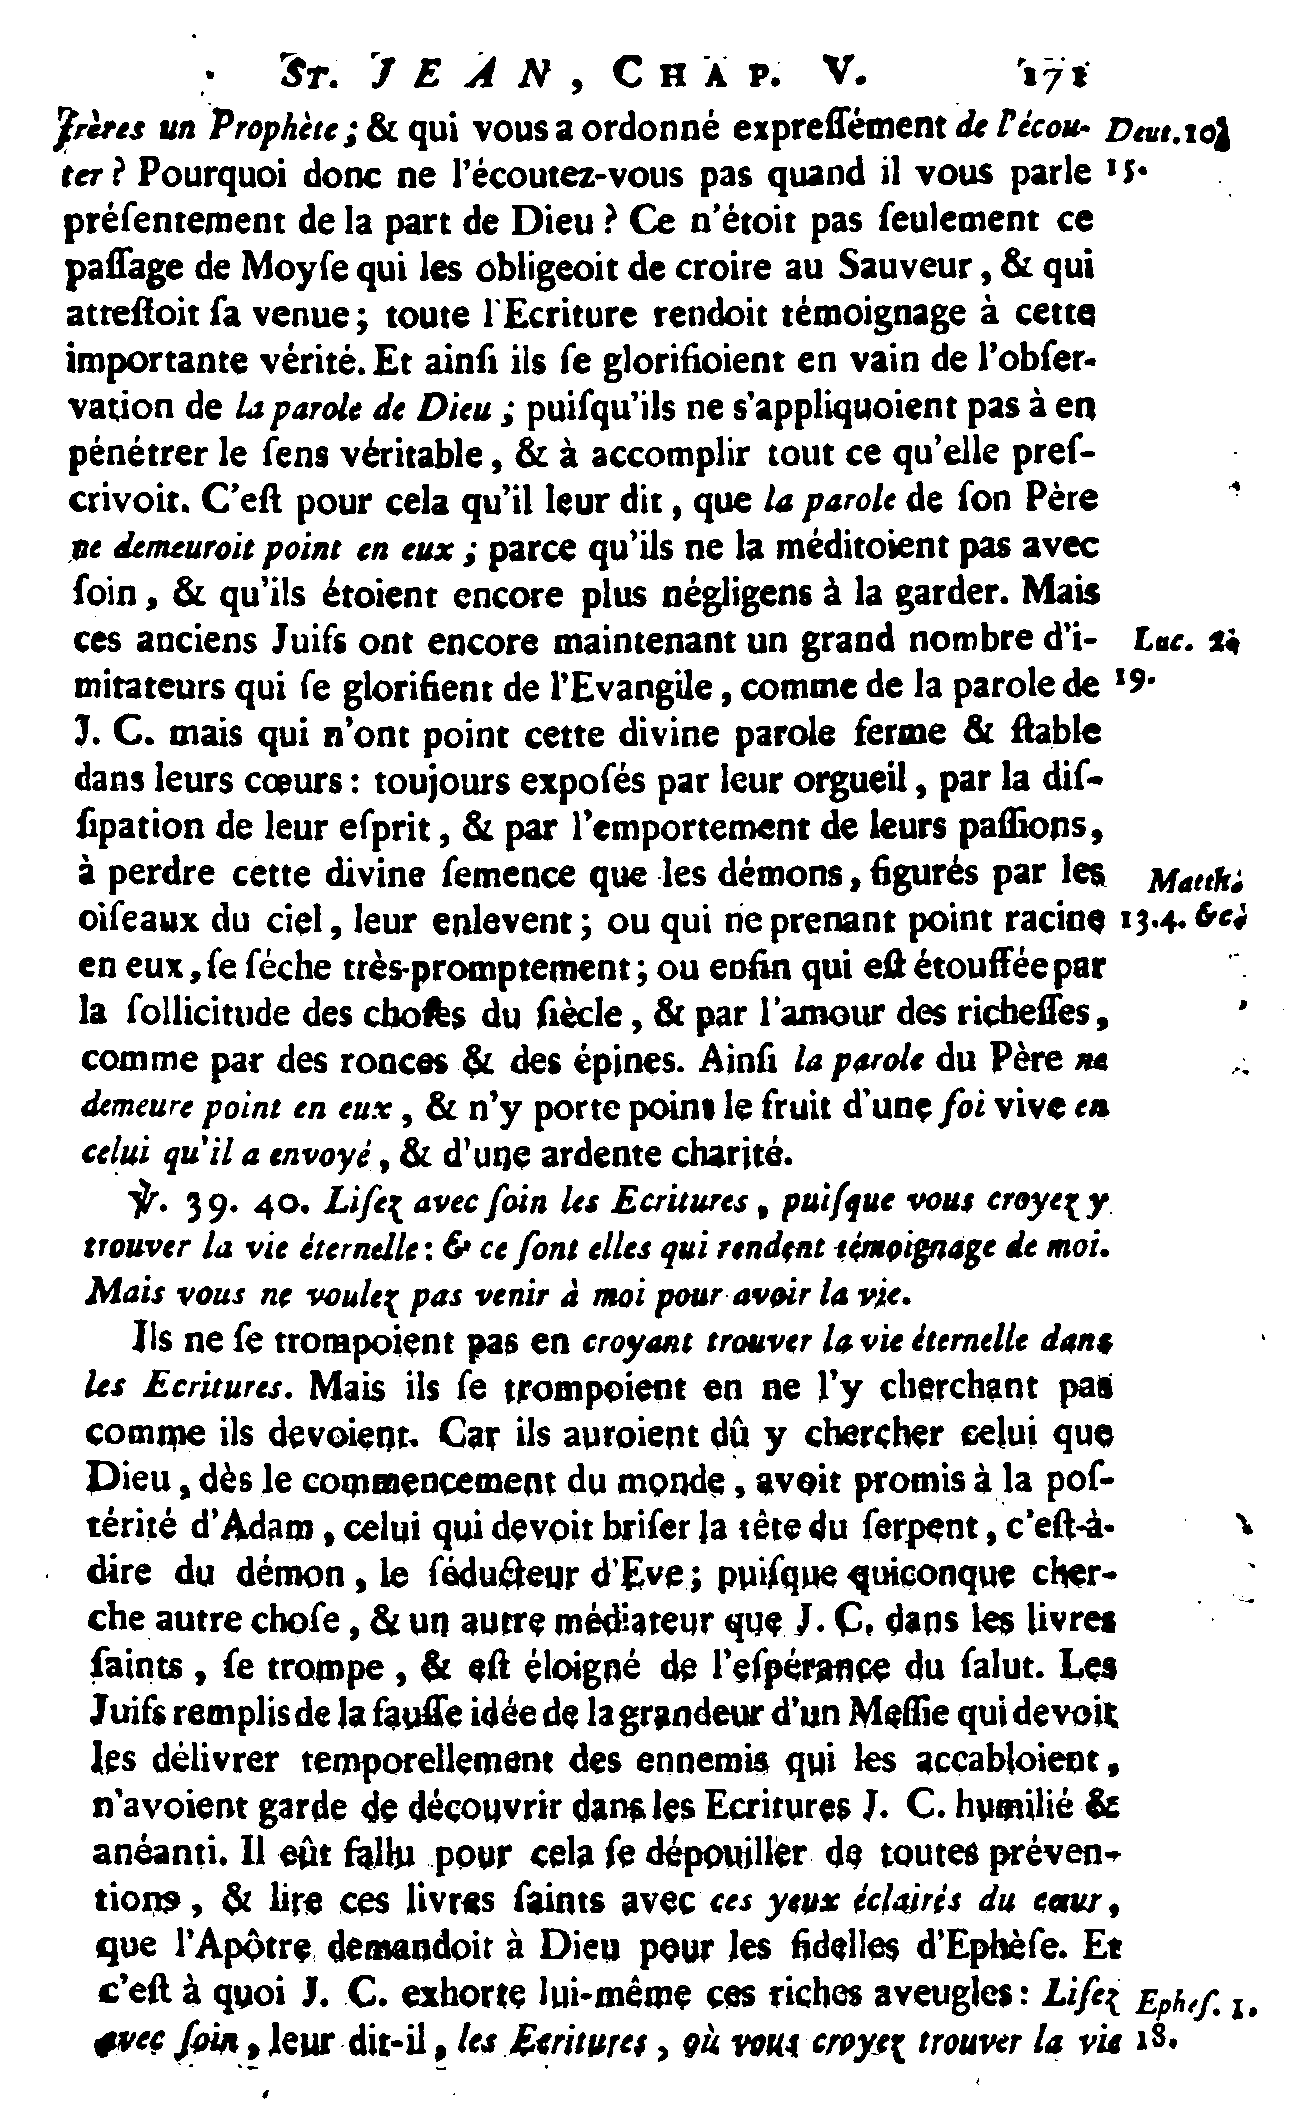 St. JEAN, CHAP. V. 171
frères un Prophète; & qui vous a ordonné expreſſément de l'écou- Deut. 10.
ter? Pourquoi donc ne l'écoutez-vous pas quand il vous parle 15.
préſentement de la part de Dieu? Ce n'étoit pas ſeulement ce
paſſage de Moyſe qui les obligeoit de croire au Sauveur, & qui
atteſtoit ſa venue; toute l'Ecriture rendoit témoignage à cette
importante vérité. Et ainſi ils ſe glorifioient en vain de l'obſer-
vation de la parole de Dieu; puiſqu'ils ne s'appliquoient pas à en
pénétrer le ſens véritable, & à accomplir tout ce qu'elle preſ-
crivoit. C'eſt pour cela qu'il leur dit, que la parole de ſon Père
ne demeuroit point en eux; parce qu'ils ne la méditoient pas avec
ſoin, & qu'ils étoient encore plus négligens à la garder. Mais
ces anciens Juifs ont encore maintenant un grand nombre d'i- Luc.
mitateurs qui ſe glorifient de l'Evangile, comme de la parole de 19.
J. C. mais qui n'ont point cette divine parole ferme & ſtable
dans leurs cœurs: toujours expoſés par leur orgueil, par la diſ-
ſipation de leur eſprit, & par l'emportement de leurs paſſions,
à perdre cette divine ſemence que les démons, figurés par les Matth.
oiſeaux du ciel, leur enlevent; ou qui ne prenant point racine 13.4. &c.
en eux, ſe ſéche très-promptement; ou enfin qui eſt étouffée par
la ſollicitude des choſes du ſiècle, & par l'amour des richeſſes,
comme par des ronces & des épines. Ainſi la parole du Père ne
demeure point en eux, & n'y porte point le fruit d'une foi vive en
celui qu'il a envoyé, & d'une ardente charité.
℣. 39. 40. Liſez avec ſoin les Ecritures, puiſque vous croyez y
trouver la vie éternelle: & ce ſont elles qui rendent témoignage de moi.
Mais vous ne voulez pas venir à moi pour avoir la vie.
Ils ne ſe trompoient pas en croyant trouver la vie éternelle dans
les Ecritures. Mais ils ſe trompoient en ne l'y cherchant pas
comme ils devoient. Car ils auroient dû y chercher celui que
Dieu, dès le commencement du monde, avoit promis à la poſ-
térité d'Adam, celui qui devoit briſer la tête du ſerpent, c'eſt-à-
dire du démon, le ſéducteur d'Eve; puiſque quiconque cher-
che autre choſe, & un autre médiateur que J. C. dans les livres
ſaints, ſe trompe, & eſt éloigné de l'eſpérance du ſalut. Les
Juifs remplis de la fauſſe idée de la grandeur d'un Meſſie qui devoit
les délivrer temporellement des ennemis qui les accabloient,
n'avoient garde de découvrir dans les Ecritures J. C. humilié &
anéanti. Il eût fallu pour cela ſe dépouiller de toutes préven-
tions, & lire ces livres ſaints avec ces yeux éclairés du cœur,
que l'Apôtre demandoit à Dieu pour les fidelles d'Ephèſe. Et
c'eſt à quoi J. C. exhorte lui-même ces riches aveugles: Liſez Epheſ. 1.
avec ſoin, leur dit-il, les Ecritures, où vous croyez trouver la vie 18.